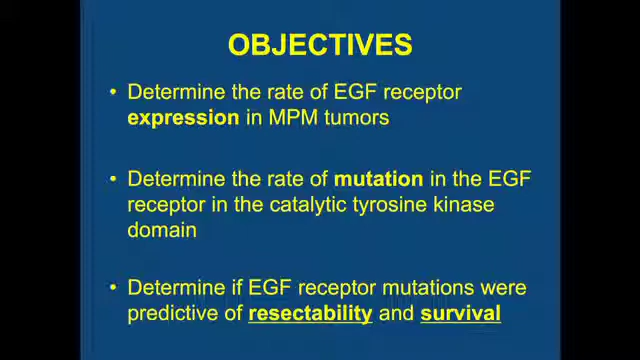 OBJECTIVES
• Determine the rate of EGF receptor
expression in MPM tumors
• Determine the rate of mutation in the EGF
receptor in the catalytic tyrosine kinase
domain
• Determine if EGF receptor mutations were
predictive of resectability and survival